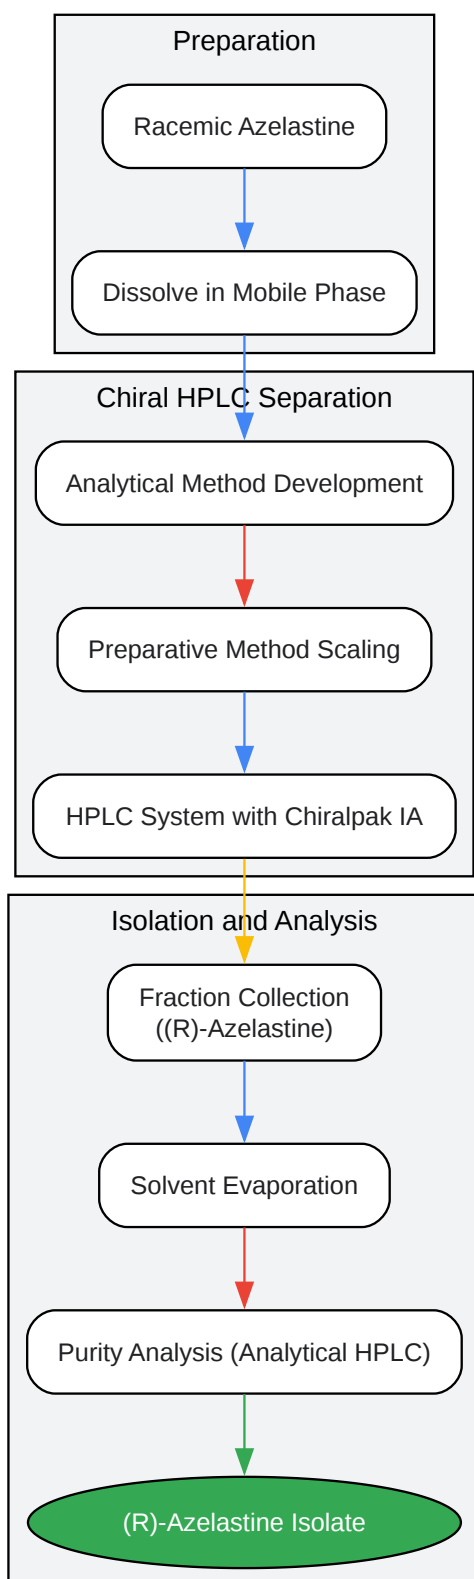 Preparation
Racemic Azelastine
Dissolve in Mobile Phase
Chiral HPLC Separation
Analytical Method Development
Preparative Method Scaling
HPLC System with Chiralpak IA
Isolation and Analysis
Fraction Collection
((R)-Azelastine)
Solvent Evaporation
Purity Analysis (Analytical HPLC)
(R)-Azelastine Isolate